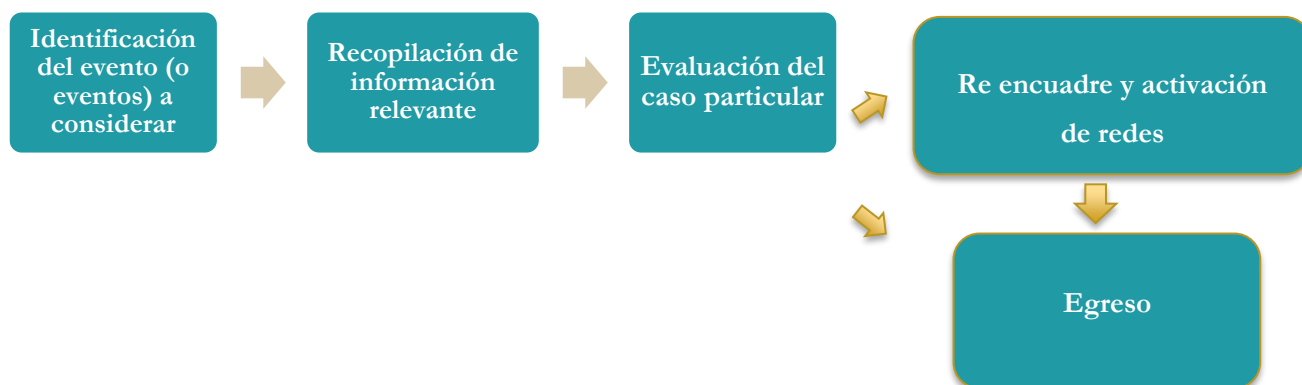 Identificación
del evento (o
eventos) a
considerar
Recopilación de
información
relevante
Evaluación del
caso particular
Re encuadre y activación
de redes
Egreso